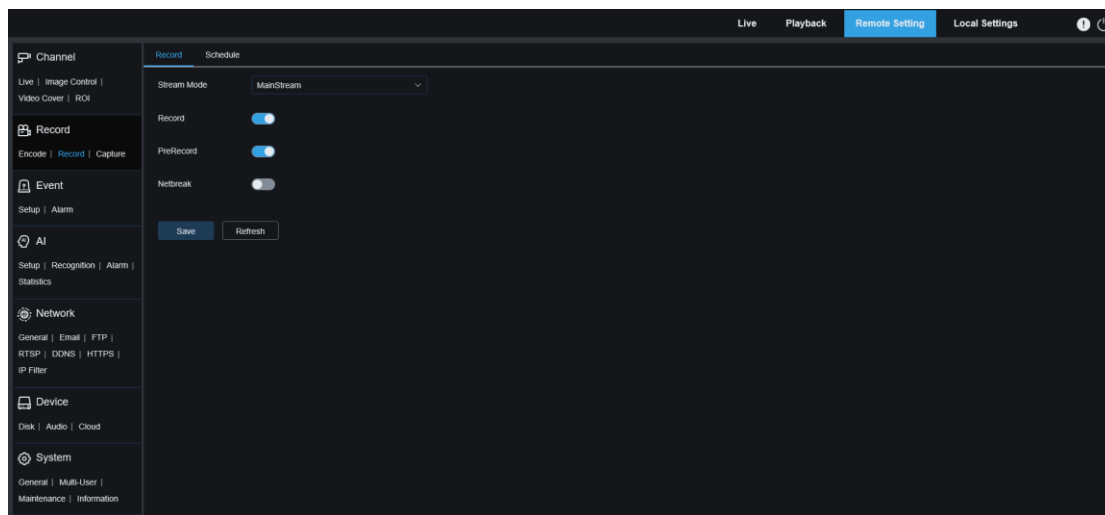 Live Playback Remote Setting Local Settings
Channel
Live | Image Control |
Video Cover | ROI
Record
Encode | Record | Capture
Event
Setup | Alarm
AI
Setup | Recognition | Alarm |
Statistics
Network
General | Email | FTP |
RTSP | DDNS | HTTPS |
IP Filter
Device
Disk | Audio | Cloud
System
General | Multi-User |
Maintenance | Information
Record Schedule
Stream Mode MainStream
Record
PreRecord
Netbreak
Save Refresh